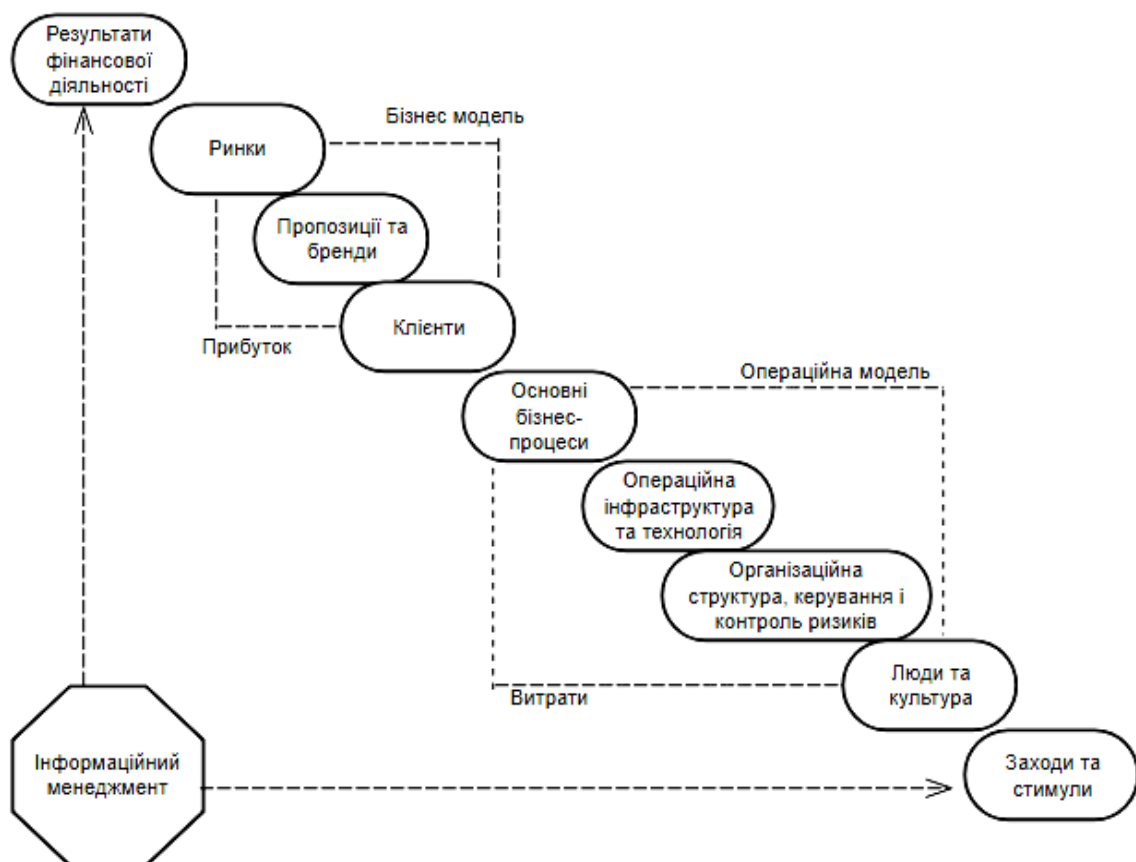 Результати
фінансової
діяльності
Бізнес модель
Ринки
Пропозиції та
бренди
Клієнти
Прибуток
Операційна модель
Основні
бізнес-
процеси
Операційна
інфраструктура
та технологія
Організаційна
структура, керування і
контроль ризиків
Люди та
культура
Витрати
Інформаційний
менеджмент
Заходи та
стимули